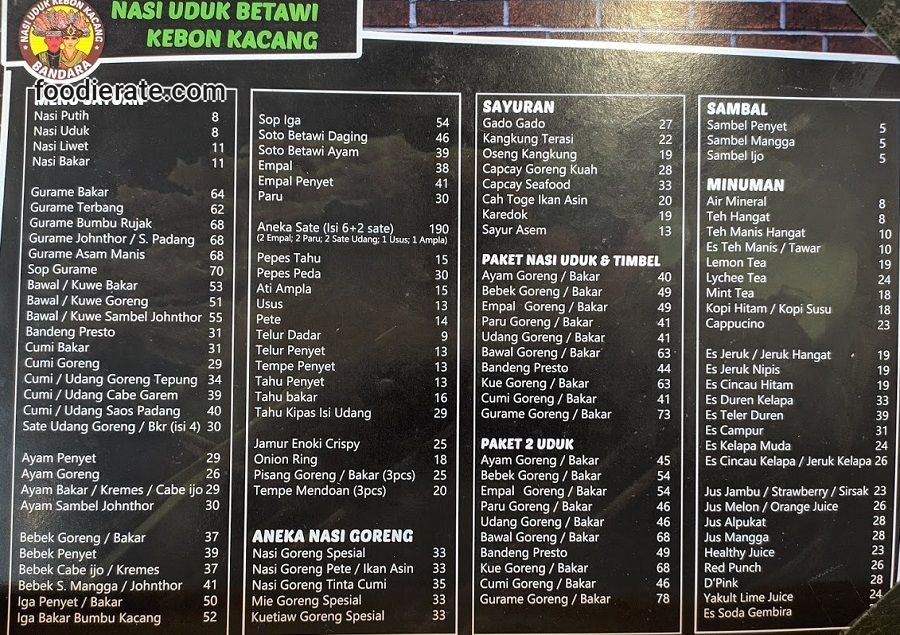 NASI UDUK KEBON KACANG
BANDARA
NASI UDUK BETAWI
KEBON KACANG
foodierate.com
Nasi Putih 8
Nasi Uduk 8
Nasi Liwet 11
Nasi Bakar 11
Gurame Bakar 64
Gurame Terbang 62
Gurame Bumbu Rujak 68
Gurame Johnthor / S. Padang 68
Gurame Asam Manis 68
Sop Gurame 70
Bawal / Kuwe Bakar 53
Bawal / Kuwe Goreng 51
Bawal / Kuwe Sambel Johnthor 55
Bandeng Presto 31
Cumi Bakar 31
Cumi Goreng 29
Cumi / Udang Goreng Tepung 34
Cumi / Udang Cabe Garem 39
Cumi / Udang Saos Padang 40
Sate Udang Goreng / Bkr (isi 4) 30
Ayam Penyet 29
Ayam Goreng 26
Ayam Bakar / Kremes / Cabe ijo 29
Ayam Sambel Johnthor 30
Bebek Goreng / Bakar 37
Bebek Penyet 39
Bebek Cabe ijo / Kremes 37
Bebek S. Mangga / Johnthor 41
Iga Penyet / Bakar 50
Iga Bakar Bumbu Kacang 52
Sop Iga 54
Soto Betawi Daging 46
Soto Betawi Ayam 39
Empal 38
Empal Penyet 41
Paru 30
Aneka Sate (Isi 6+2 sate) 190
(2 Empal; 2 Paru; 2 Sate Udang; 1 Usus; 1 Ampla)
Pepes Tahu 15
Pepes Peda 30
Ati Ampla 15
Usus 13
Pete 14
Telur Dadar 9
Telur Penyet 13
Tempe Penyet 13
Tahu Penyet 13
Tahu bakar 16
Tahu Kipas Isi Udang 29
Jamur Enoki Crispy 25
Onion Ring 18
Pisang Goreng / Bakar (3pcs) 25
Tempe Mendoan (3pcs) 20
ANEKA NASI GORENG
Nasi Goreng Spesial 33
Nasi Goreng Pete / Ikan Asin 33
Nasi Goreng Tinta Cumi 35
Mie Goreng Spesial 33
Kuetiaw Goreng Spesial 33
SAYURAN
Gado Gado 27
Kangkung Terasi 22
Oseng Kangkung 19
Capcay Goreng Kuah 28
Capcay Seafood 33
Cah Toge Ikan Asin 20
Karedok 19
Sayur Asem 13
PAKET NASI UDUK & TIMBEL
Ayam Goreng / Bakar 40
Bebek Goreng / Bakar 49
Empal Goreng / Bakar 49
Paru Goreng / Bakar 41
Udang Goreng / Bakar 41
Bawal Goreng / Bakar 63
Bandeng Presto 44
Kue Goreng / Bakar 63
Cumi Goreng / Bakar 41
Gurame Goreng / Bakar 73
PAKET 2 UDUK
Ayam Goreng / Bakar 45
Bebek Goreng / Bakar 54
Empal Goreng / Bakar 54
Paru Goreng / Bakar 46
Udang Goreng / Bakar 46
Bawal Goreng / Bakar 68
Bandeng Presto 49
Kue Goreng / Bakar 68
Cumi Goreng / Bakar 46
Gurame Goreng / Bakar 78
SAMBAL
Sambel Penyet 5
Sambel Mangga 5
Sambel Ijo 5
MINUMAN
Air Mineral 8
Teh Hangat 8
Teh Manis Hangat 10
Es Teh Manis / Tawar 10
Lemon Tea 19
Lychee Tea 24
Mint Tea 18
Kopi Hitam / Kopi Susu 18
Cappucino 23
Es Jeruk / Jeruk Hangat 19
Es Jeruk Nipis 19
Es Cincau Hitam 19
Es Duren Kelapa 33
Es Teler Duren 39
Es Campur 31
Es Kelapa Muda 24
Es Cincau Kelapa / Jeruk Kelapa 26
Jus Jambu / Strawberry / Sirsak 23
Jus Melon / Orange Juice 26
Jus Alpukat 28
Jus Mangga 28
Healthy Juice 23
Red Punch 26
D'Pink 28
Yakult Lime Juice 24
Es Soda Gembira